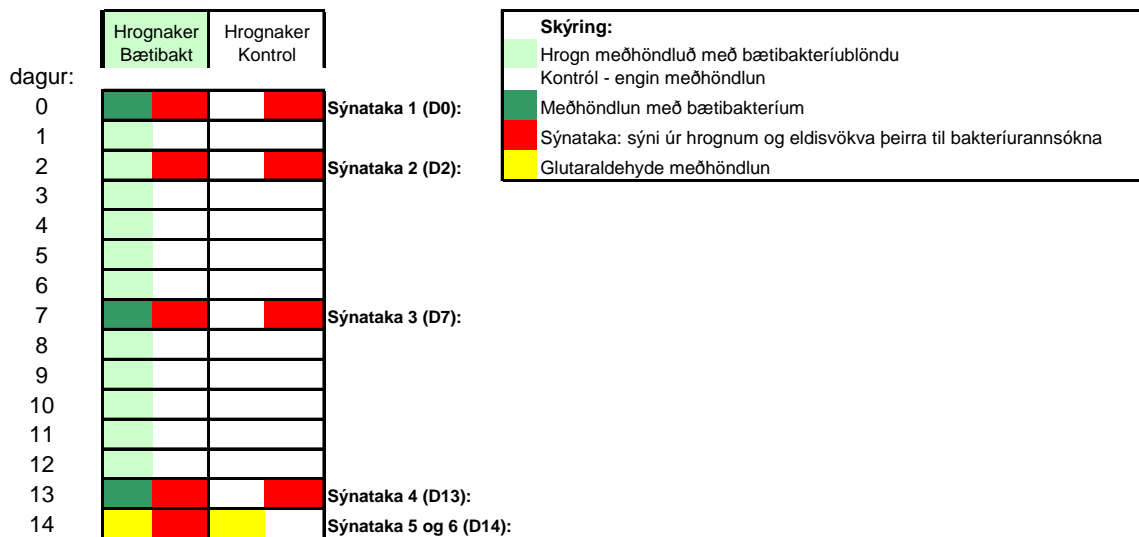 Hrognaker Bætibakt
Hrognaker Kontrol
dagur:
0 Sýnataka 1 (D0):
1
2 Sýnataka 2 (D2):
3
4
5
6
7 Sýnataka 3 (D7):
8
9
10
11
12
13 Sýnataka 4 (D13):
14 Sýnataka 5 og 6 (D14):
Skýring:
Hrogn meðhöndluð með bætibakteríublöndu
Kontról - engin meðhöndlun
Meðhöndlun með bætibakteríum
Sýnataka: sýni úr hrognum og eldisvökva þeirra til bakteríurannsókna
Glutaraldehyde meðhöndlun